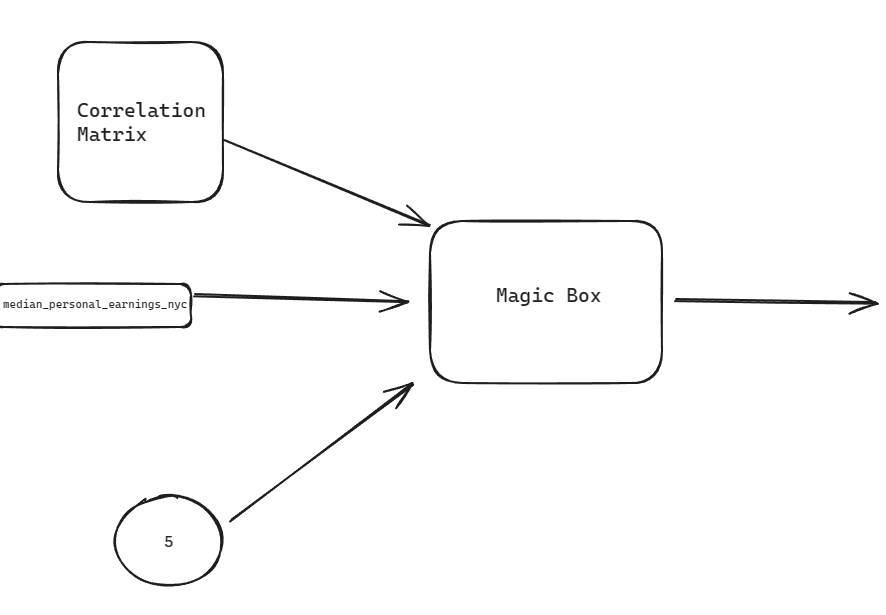 Correlation
Matrix
median_personal_earnings_nyc
Magic Box
5